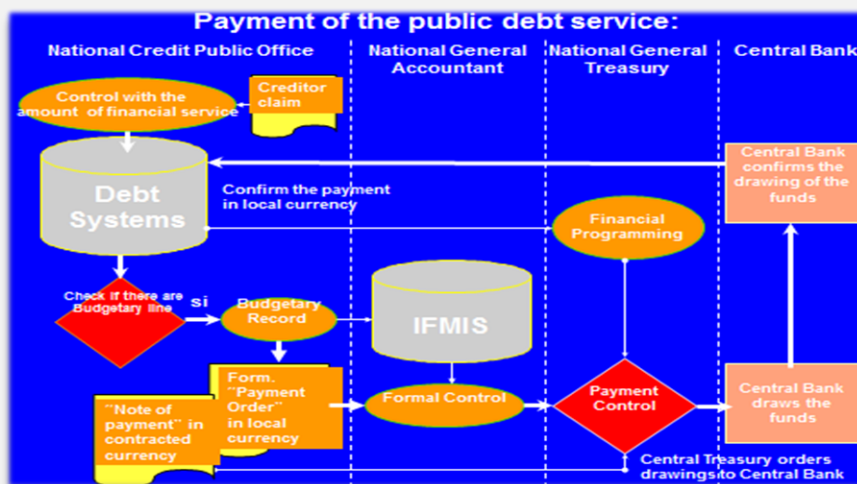 Payment of the public debt service:
National Credit Public Office
National General
Accountant
National General
Treasury
Central Bank
Control with the
amount of financial service
Creditor
claim
Debt
Systems
Confirm the payment
in local currency
Central Bank
confirms the
drawing of the
funds
Financial
Programming
Check if there are
Budgetary line
si
Budgetary
Record
IFMIS
"Note of
payment" in
contracted
currency
Form.
"Payment
Order"
in local
currency
Formal Control
Payment
Control
Central Bank
draws the
funds
Central Treasury orders
drawings to Central Bank